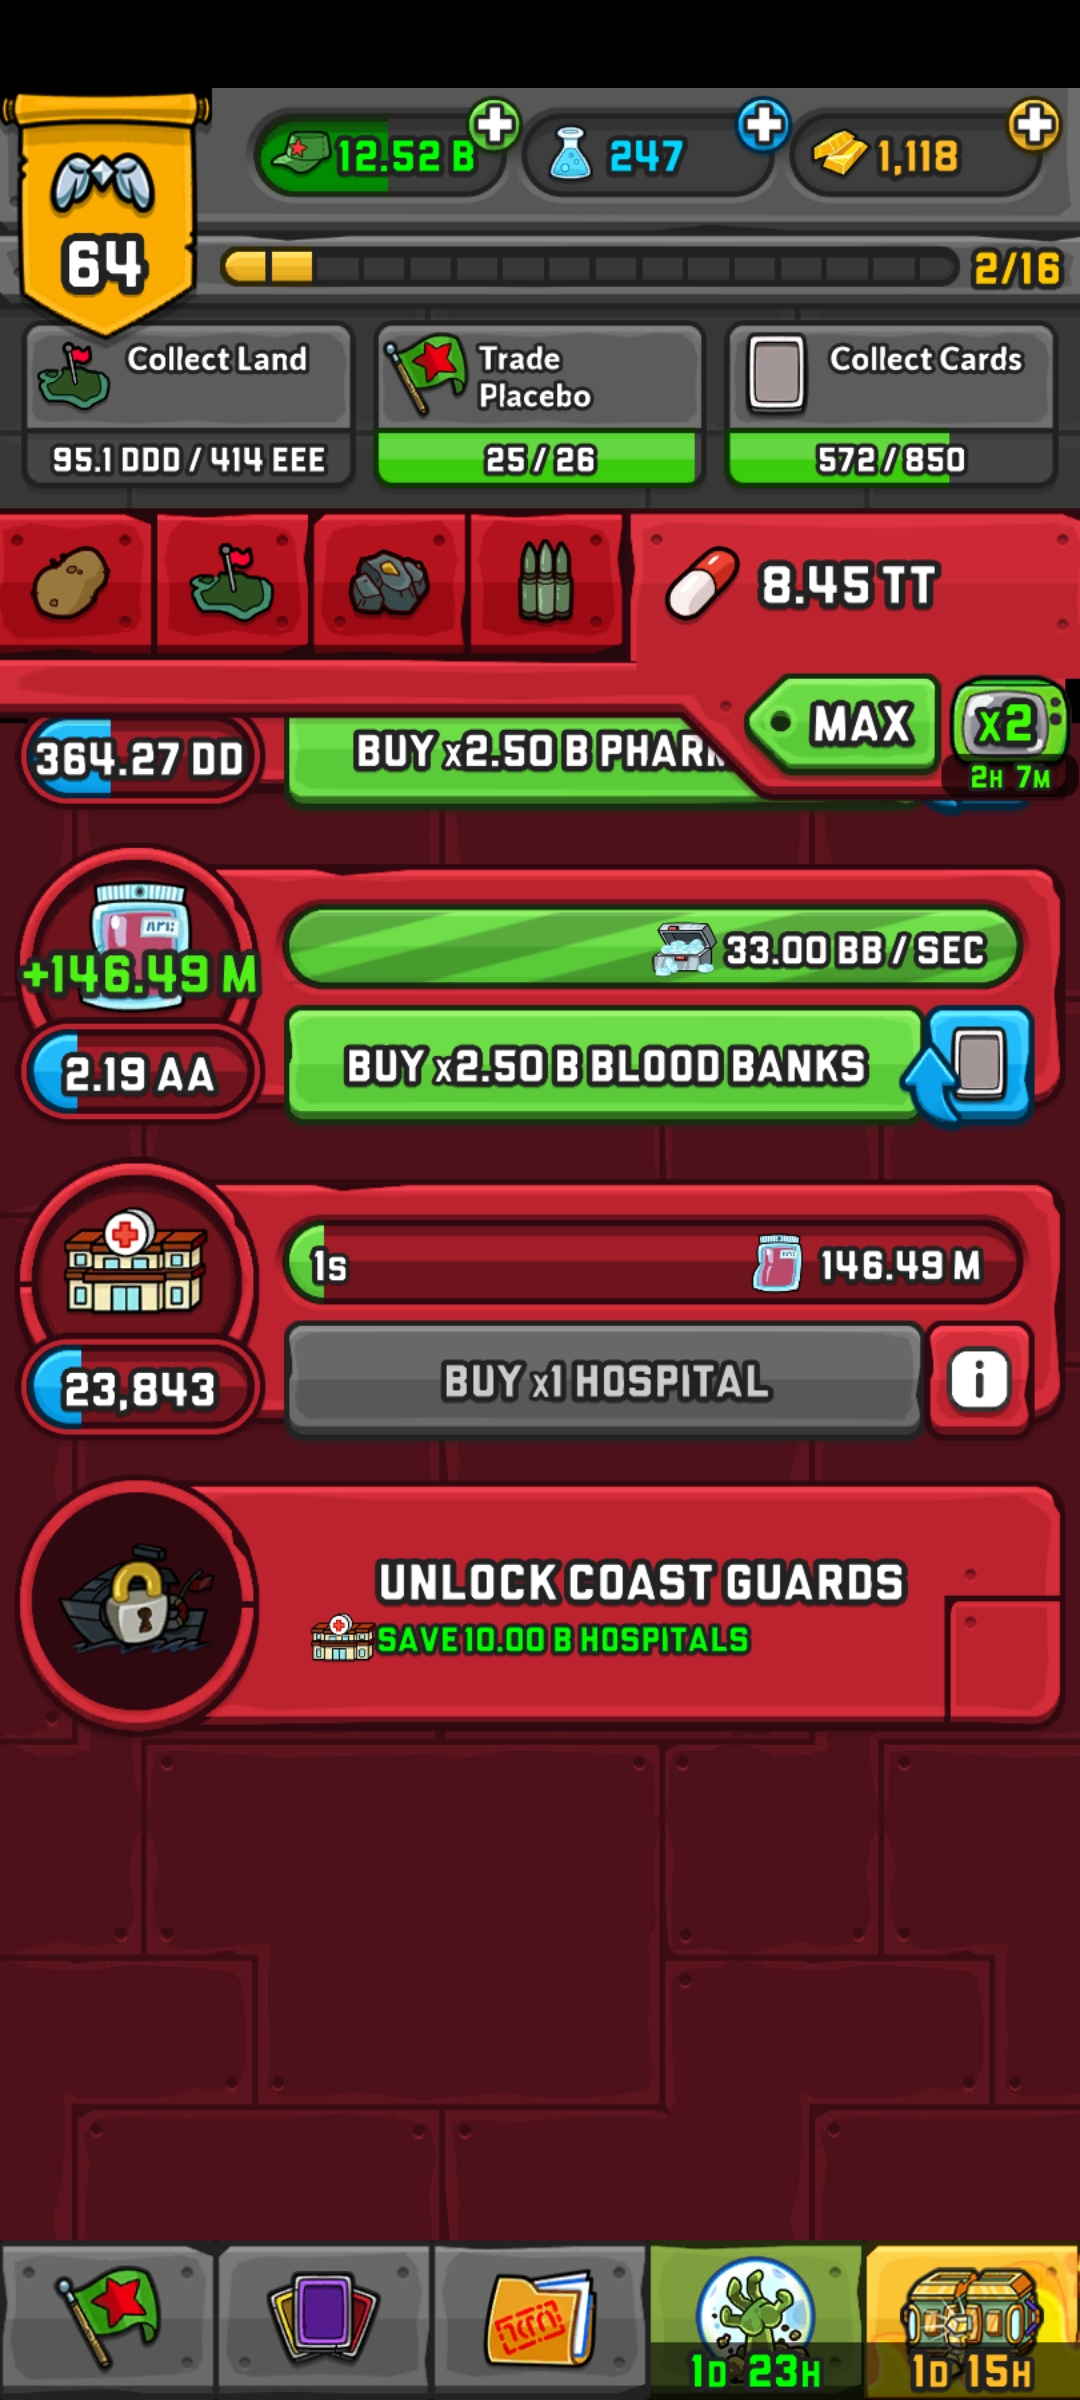 12.52 B
247
1,118
64
2/16
Collect Land
95.1 DDD / 414 EEE
Trade
Placebo
25 / 26
Collect Cards
572 / 850
8.45 TT
MAX
X2
2H 7M
364.27 DD
BUY x2.50 B PHAR
+146.49 M
33.00 BB / SEC
2.19 AA
BUY x2.50 B BLOOD BANKS
1s
146.49 M
23,843
BUY x1 HOSPITAL
i
UNLOCK COAST GUARDS
SAVE 10.00 B HOSPITALS
1D 23H
1D 15H